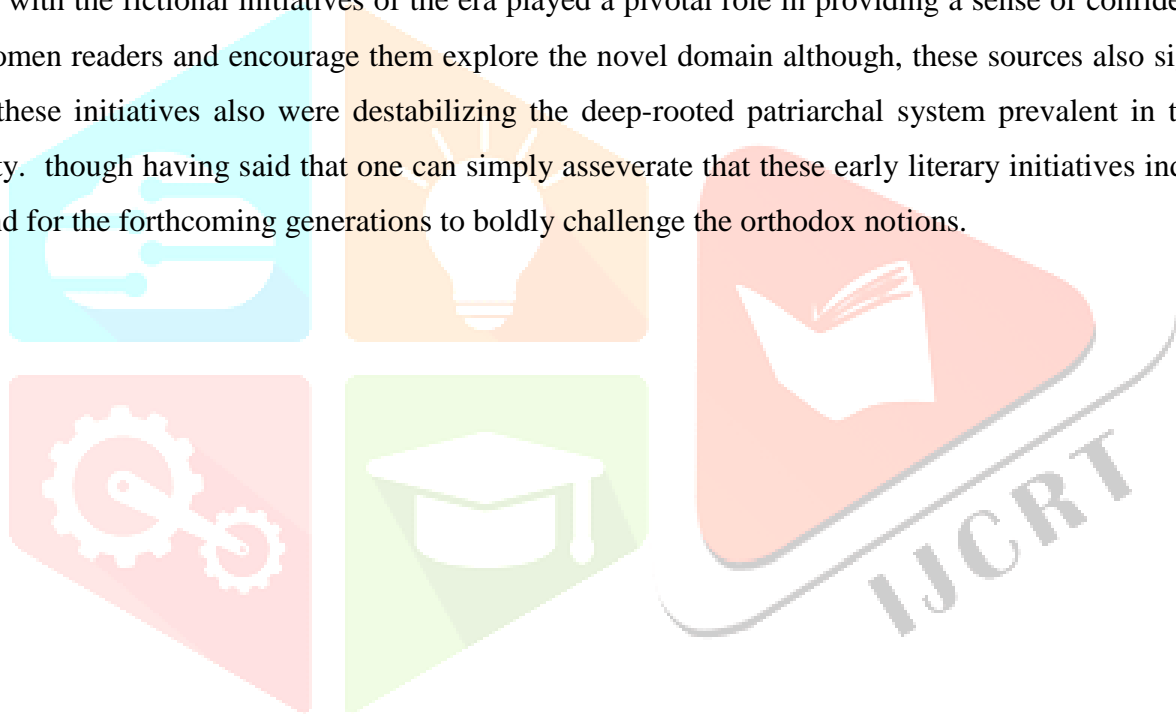 with the fictional initiatives of the era played a pivotal role in providing a sense of
omen readers and encourage them explore the novel domain although, these sources also
these initiatives also were destabilizing the deep-rooted patriarchal system prevalent in
ty. though having said that one can simply asseverate that these early literary initiatives
nd for the forthcoming generations to boldly challenge the orthodox notions.
IJCRT